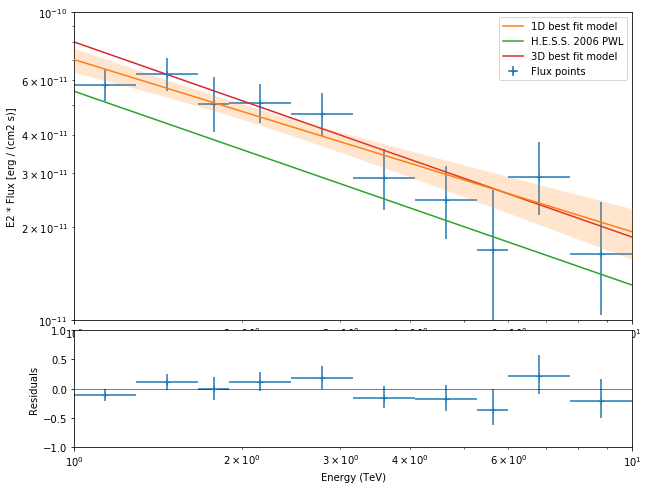 10⁻¹⁰
1D best fit model
H.E.S.S. 2006 PWL
3D best fit model
Flux points
6 × 10⁻¹¹
4 × 10⁻¹¹
3 × 10⁻¹¹
2 × 10⁻¹¹
10⁻¹¹
E2 * Flux [erg / (cm2 s)]
1.0
0.5
0.0
−0.5
−1.0
Residuals
10⁰ 2 × 10⁰ 3 × 10⁰ 4 × 10⁰ 6 × 10⁰ 10¹
Energy (TeV)